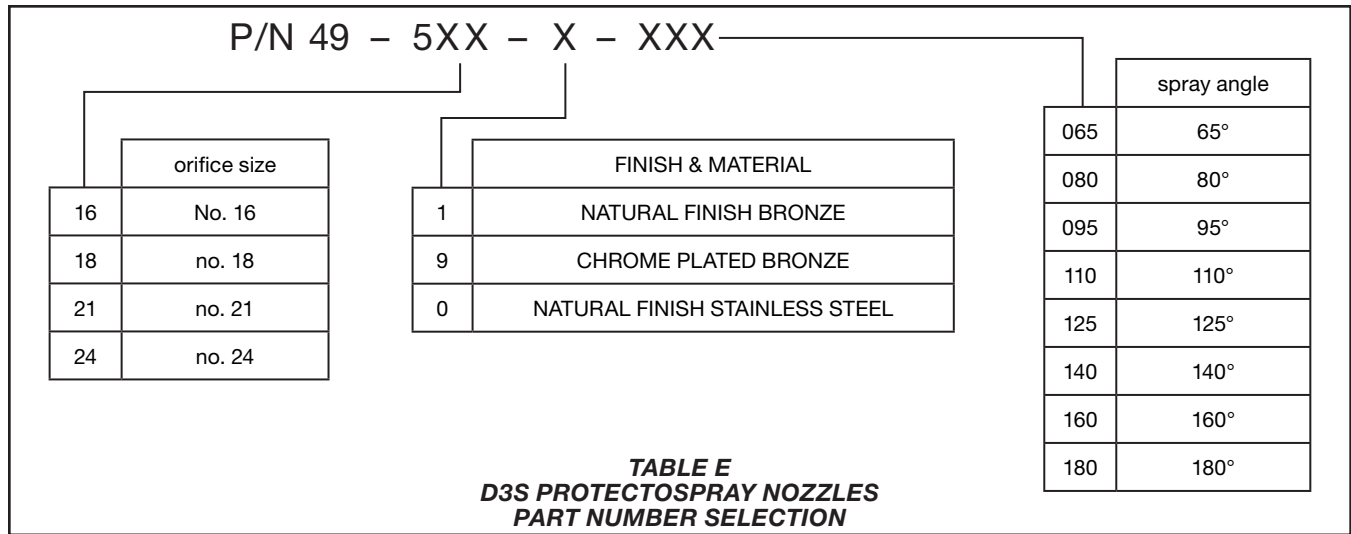 P/N 49 – 5XX – X – XXX
orifice size
16 No. 16
18 no. 18
21 no. 21
24 no. 24
FINISH & MATERIAL
1 NATURAL FINISH BRONZE
9 CHROME PLATED BRONZE
0 NATURAL FINISH STAINLESS STEEL
spray angle
065 65°
080 80°
095 95°
110 110°
125 125°
140 140°
160 160°
180 180°
TABLE E
D3S PROTECTOSPRAY NOZZLES
PART NUMBER SELECTION